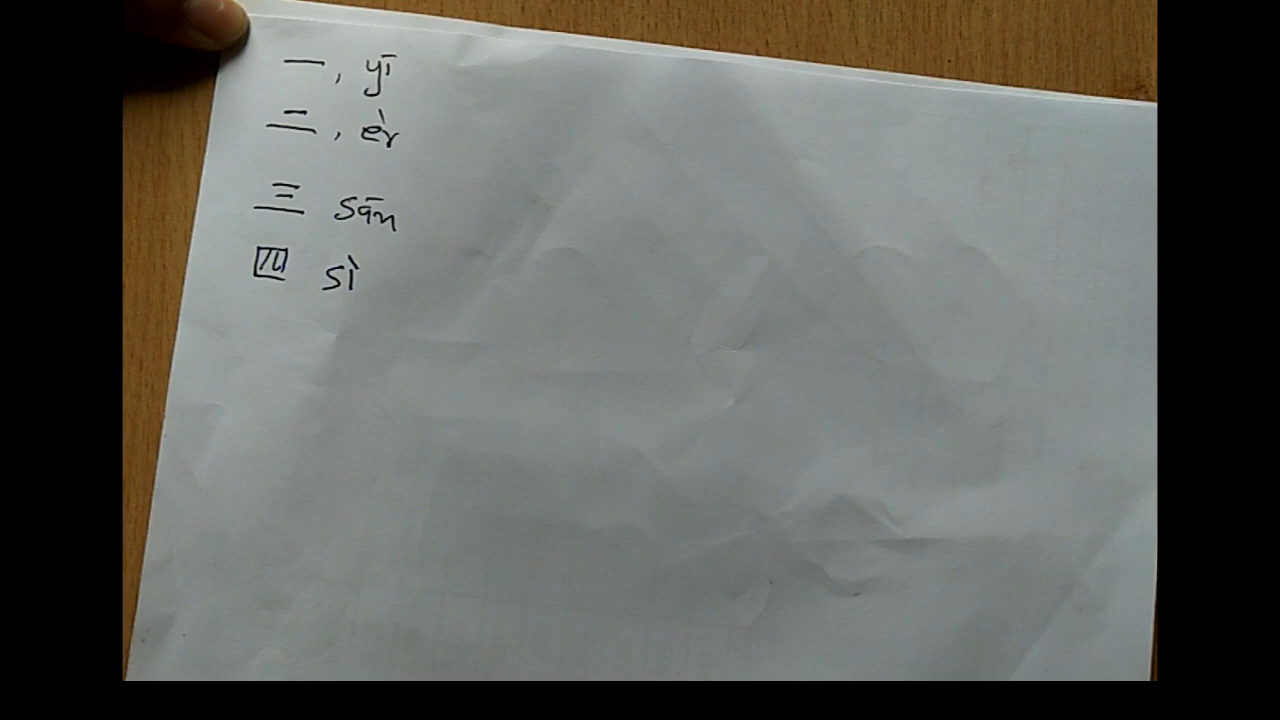 一, yī
二, èr
三 sān
四 sì